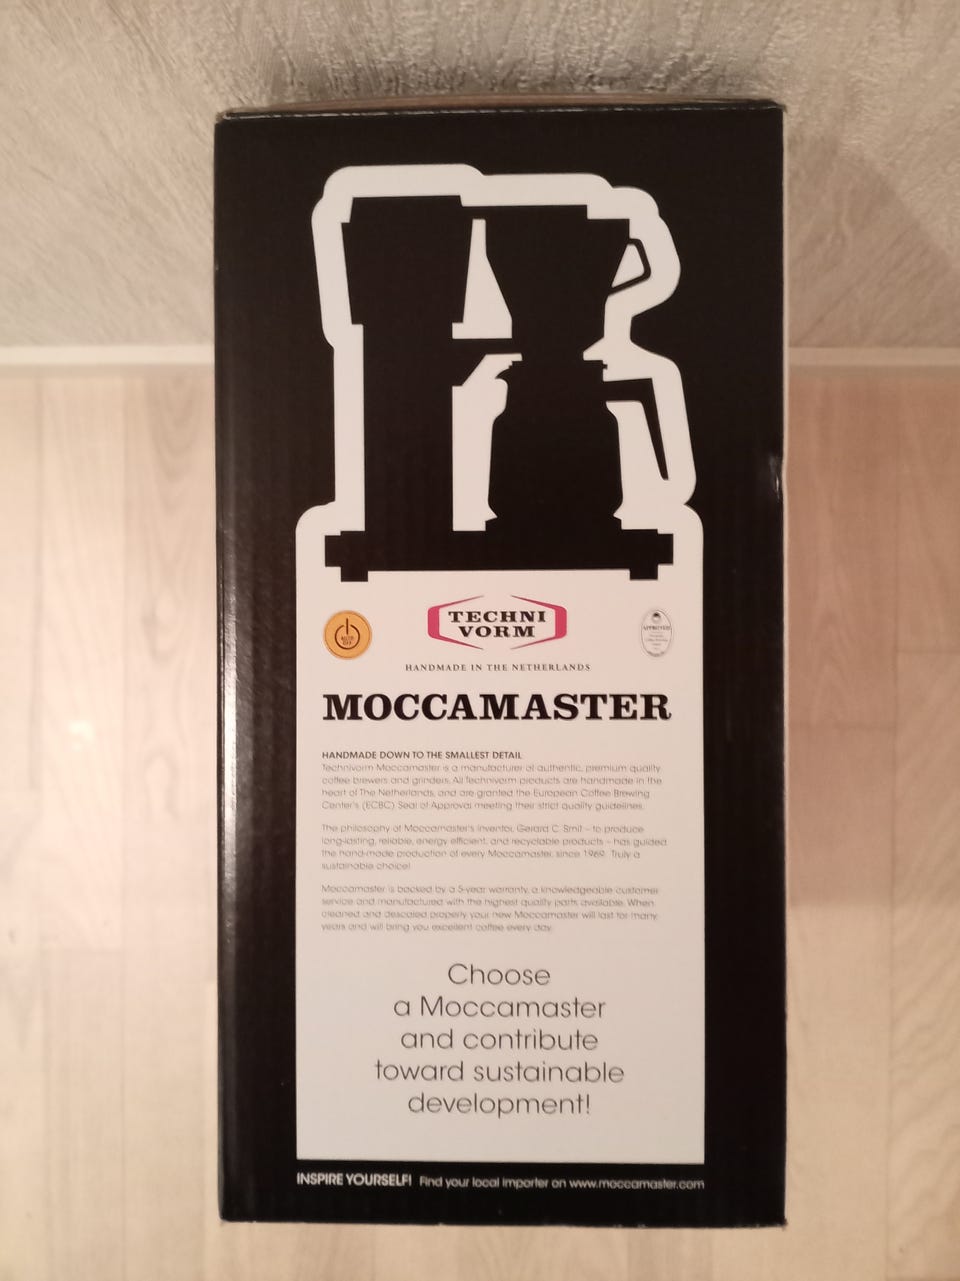 AUTO
OFF
TECHNI
VORM
APPROVED
HANDMADE IN THE NETHERLANDS
MOCCAMASTER
HANDMADE DOWN TO THE SMALLEST DETAIL
Technivorm Moccamaster is a manufacturer of authentic, premium quality
coffee brewers and grinders. All Technivorm products are handmade in the
heart of The Netherlands, and are granted the European Coffee Brewing
Center's (ECBC) Seal of Approval meeting their strict quality guidelines.
The philosophy of Moccamaster's inventor, Gerard C. Smit – to produce
long-lasting, reliable, energy efficient, and recyclable products – has guided
the hand-made production of every Moccamaster, since 1969. Truly a
sustainable choice!
Moccamaster is backed by a 5-year warranty, a knowledgeable customer
service and manufactured with the highest quality parts available. When
cleaned and descaled properly your new Moccamaster will last for many
years and will bring you excellent coffee every day.
Choose
a Moccamaster
and contribute
toward sustainable
development!
INSPIRE YOURSELF! Find your local importer on www.moccamaster.com